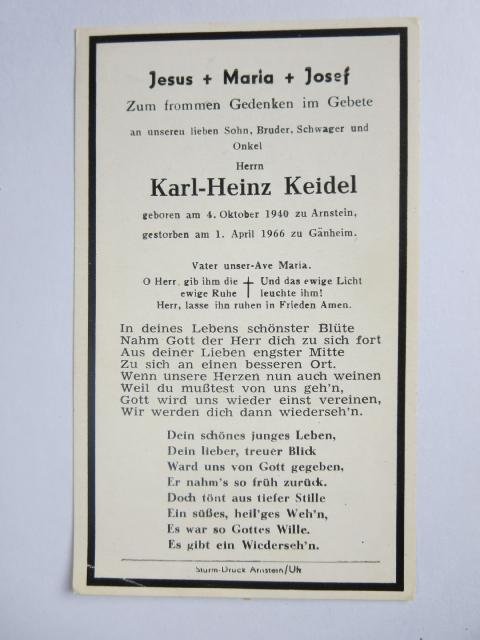 Jesus + Maria + Josef
Zum frommen Gedenken im Gebete
an unseren lieben Sohn, Bruder, Schwager und
Onkel
Herrn
Karl-Heinz Keidel
geboren am 4. Oktober 1940 zu Arnstein,
gestorben am 1. April 1966 zu Gänheim.
Vater unser-Ave Maria.
O Herr, gib ihm die † Und das ewige Licht
ewige Ruhe † leuchte ihm!
Herr, lasse ihn ruhen in Frieden Amen.
In deines Lebens schönster Blüte
Nahm Gott der Herr dich zu sich fort
Aus deiner Lieben engster Mitte
Zu sich an einen besseren Ort.
Wenn unsere Herzen nun auch weinen
Weil du mußtest von uns geh'n,
Gott wird uns wieder einst vereinen,
Wir werden dich dann wiederseh'n.
Dein schönes junges Leben,
Dein lieber, treuer Blick
Ward uns von Gott gegeben,
Er nahm's so früh zurück.
Doch tönt aus tiefer Stille
Ein süßes, heil'ges Weh'n,
Es war so Gottes Wille.
Es gibt ein Wiederseh'n.
Sturm-Druck Arnstein/Ufr.